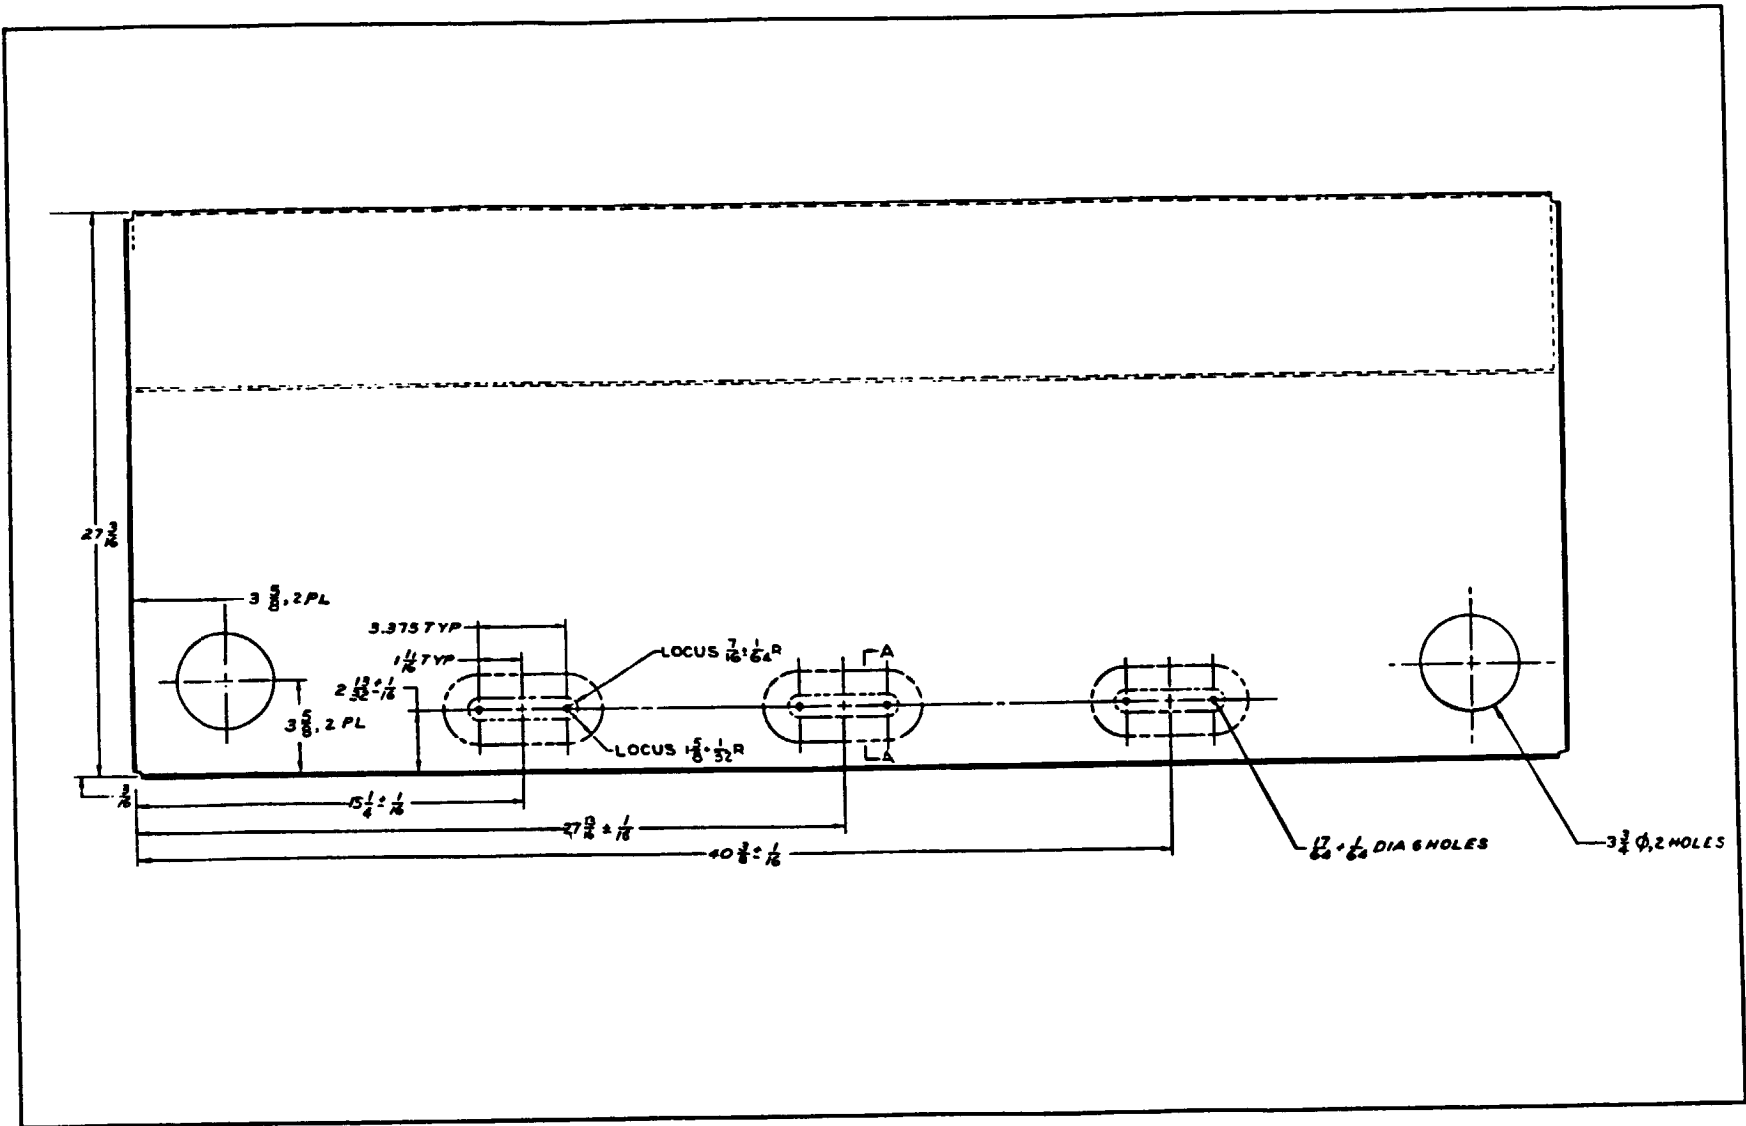 27 3/16
3 5/8, 2 PL
3.375 TYP
1 11/16 TYP
2 13/32 ± 1/16
3 5/8, 2 PL
LOCUS 7/16 ± 1/64 R
LOCUS 1 5/8 ± 1/32 R
A
A
3/16
15 1/4 ± 1/16
27 13/16 ± 1/16
40 3/8 ± 1/16
17/64 ± 1/64 DIA 6 HOLES
3 3/4 ϕ, 2 HOLES